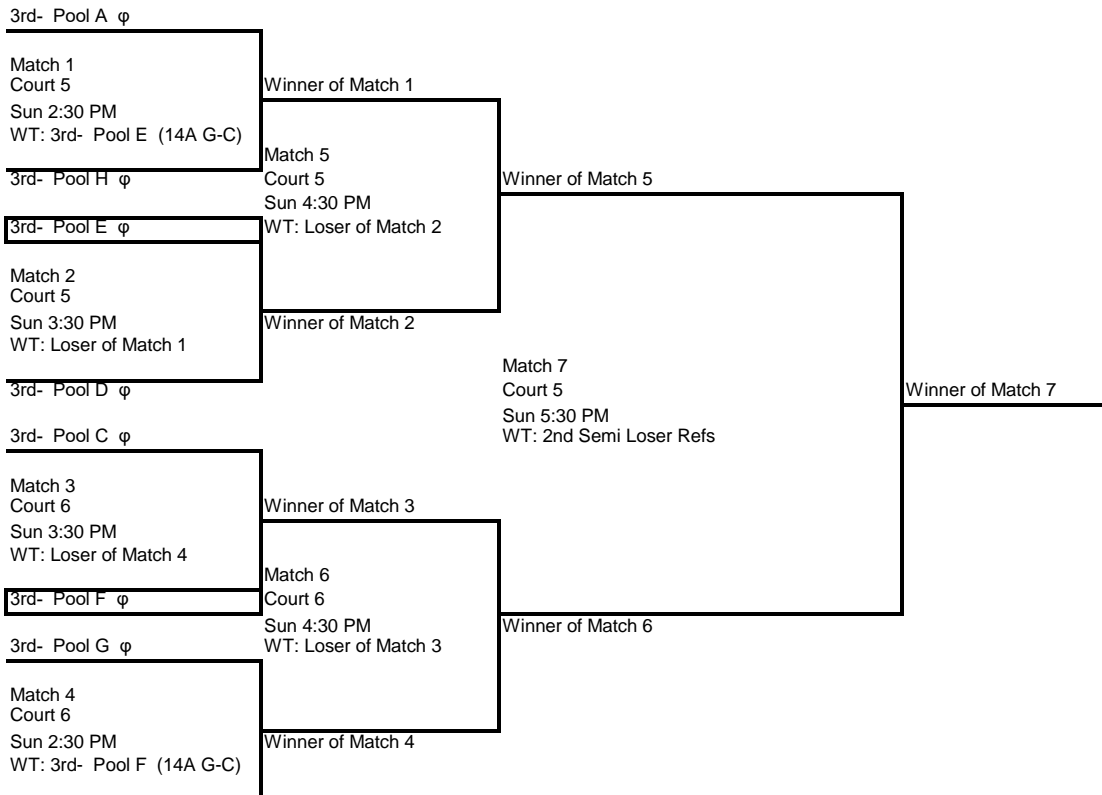 3rd- Pool A φ
Match 1
Court 5
Sun 2:30 PM
WT: 3rd- Pool E (14A G-C)
3rd- Pool H φ
3rd- Pool E φ
Match 2
Court 5
Sun 3:30 PM
WT: Loser of Match 1
3rd- Pool D φ
3rd- Pool C φ
Match 3
Court 6
Sun 3:30 PM
WT: Loser of Match 4
3rd- Pool F φ
3rd- Pool G φ
Match 4
Court 6
Sun 2:30 PM
WT: 3rd- Pool F (14A G-C)
Winner of Match 1
Match 5
Court 5
Sun 4:30 PM
WT: Loser of Match 2
Winner of Match 2
Winner of Match 3
Match 6
Court 6
Sun 4:30 PM
WT: Loser of Match 3
Winner of Match 4
Winner of Match 5
Match 7
Court 5
Sun 5:30 PM
WT: 2nd Semi Loser Refs
Winner of Match 6
Winner of Match 7